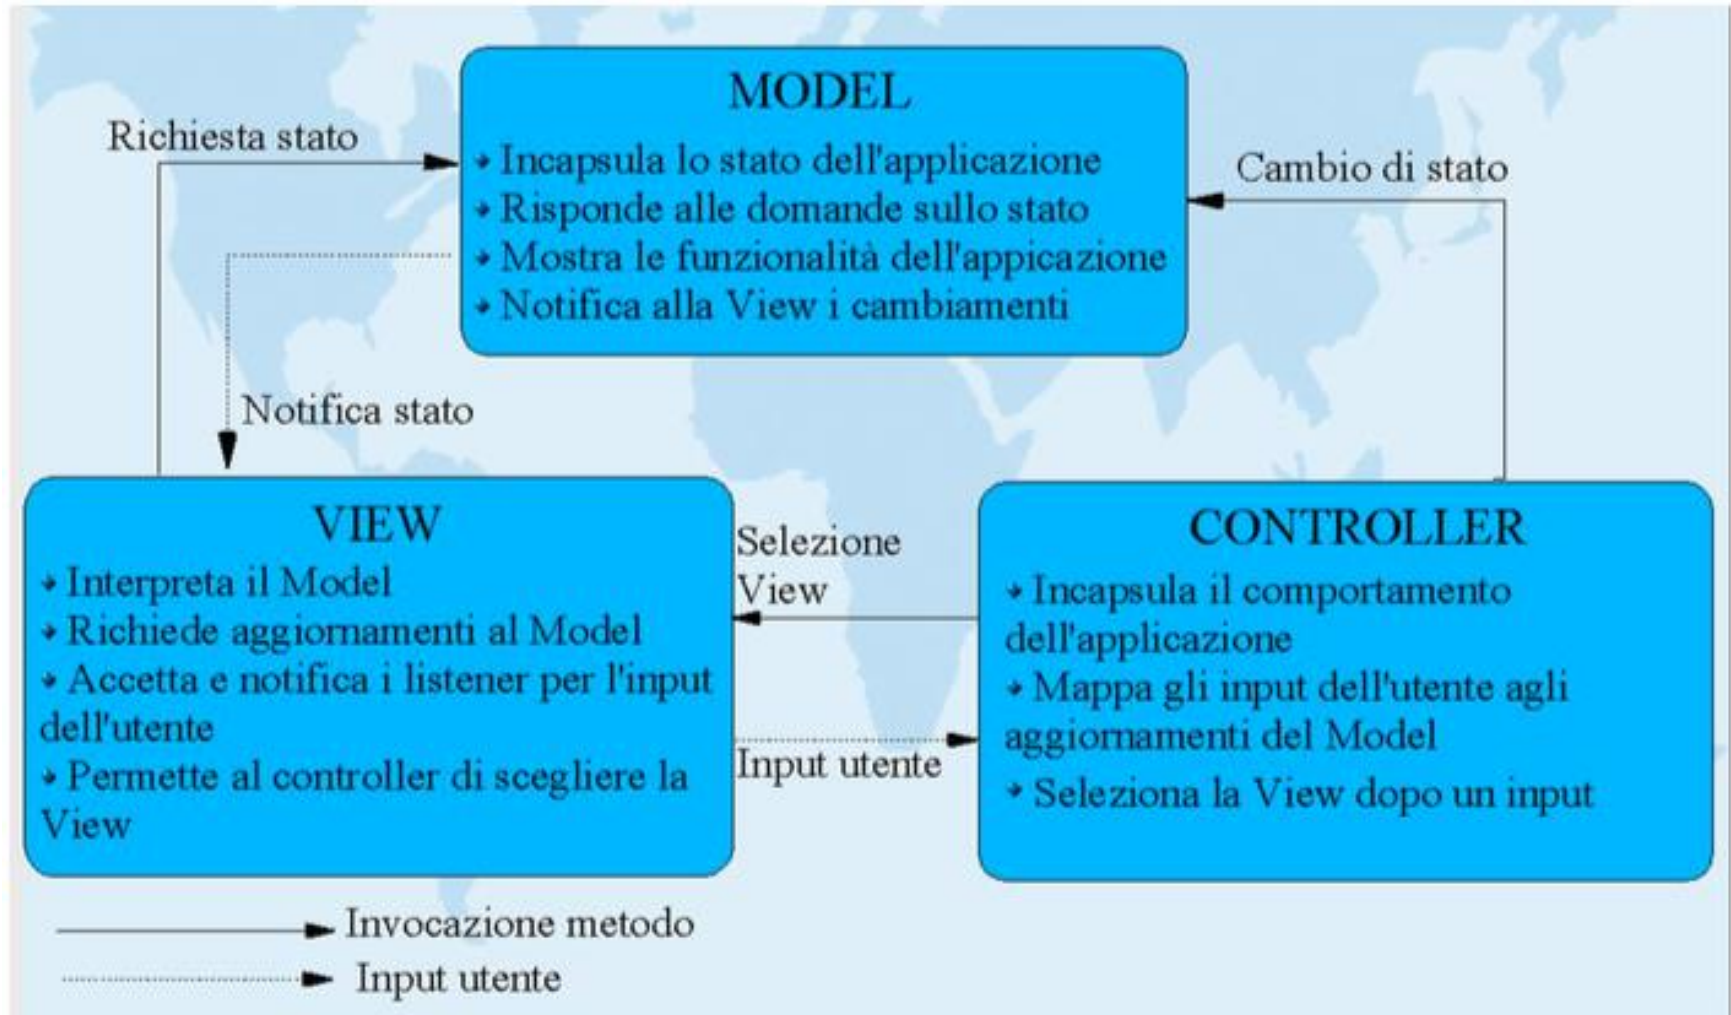 MODEL
Richiesta stato
Incapsula lo stato dell'applicazione
Risponde alle domande sullo stato
Mostra le funzionalità dell'appicazione
Notifica alla View i cambiamenti
Cambio di stato
Notifica stato
VIEW
Interpreta il Model
Richiede aggiornamenti al Model
Accetta e notifica i listener per l'input
dell'utente
Permette al controller di scegliere la
View
Selezione
View
Input utente
CONTROLLER
Incapsula il comportamento
dell'applicazione
Mappa gli input dell'utente agli
aggiornamenti del Model
Seleziona la View dopo un input
Invocazione metodo
Input utente